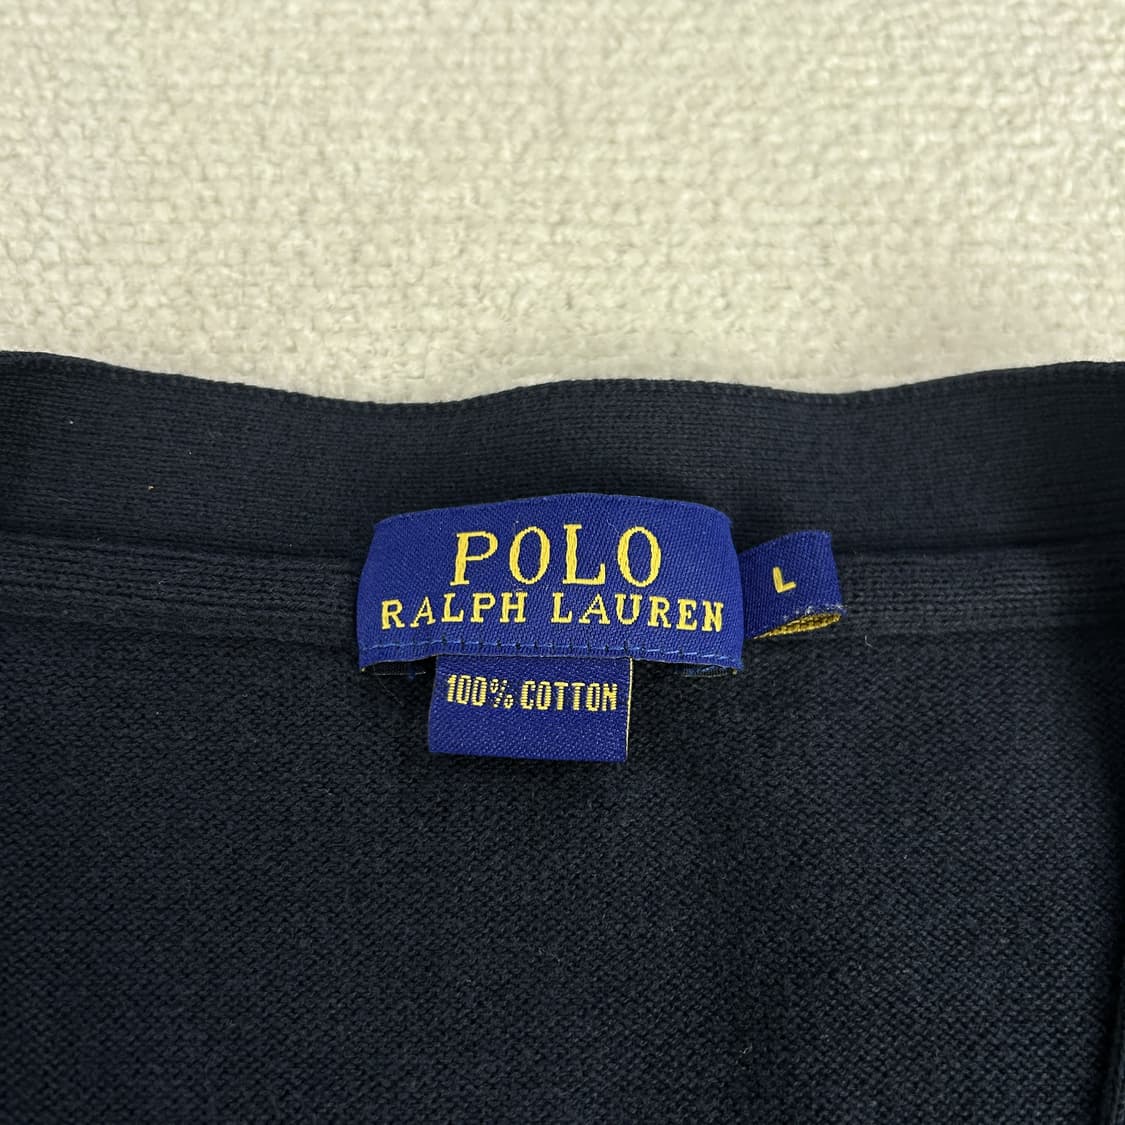 POLO
RALPH LAUREN
L
100% COTTON